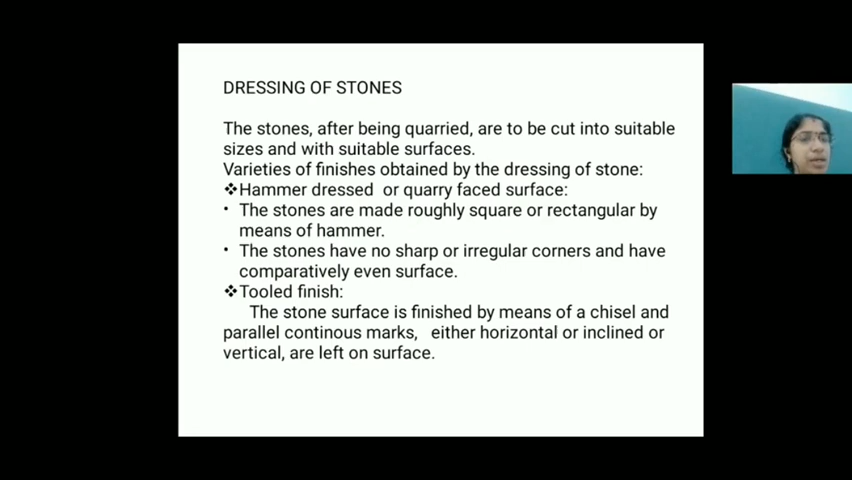 DRESSING OF STONES
The stones, after being quarried, are to be cut into suitable
sizes and with suitable surfaces.
Varieties of finishes obtained by the dressing of stone:
❖Hammer dressed or quarry faced surface:
• The stones are made roughly square or rectangular by
means of hammer.
• The stones have no sharp or irregular corners and have
comparatively even surface.
❖Tooled finish:
The stone surface is finished by means of a chisel and
parallel continous marks, either horizontal or inclined or
vertical, are left on surface.